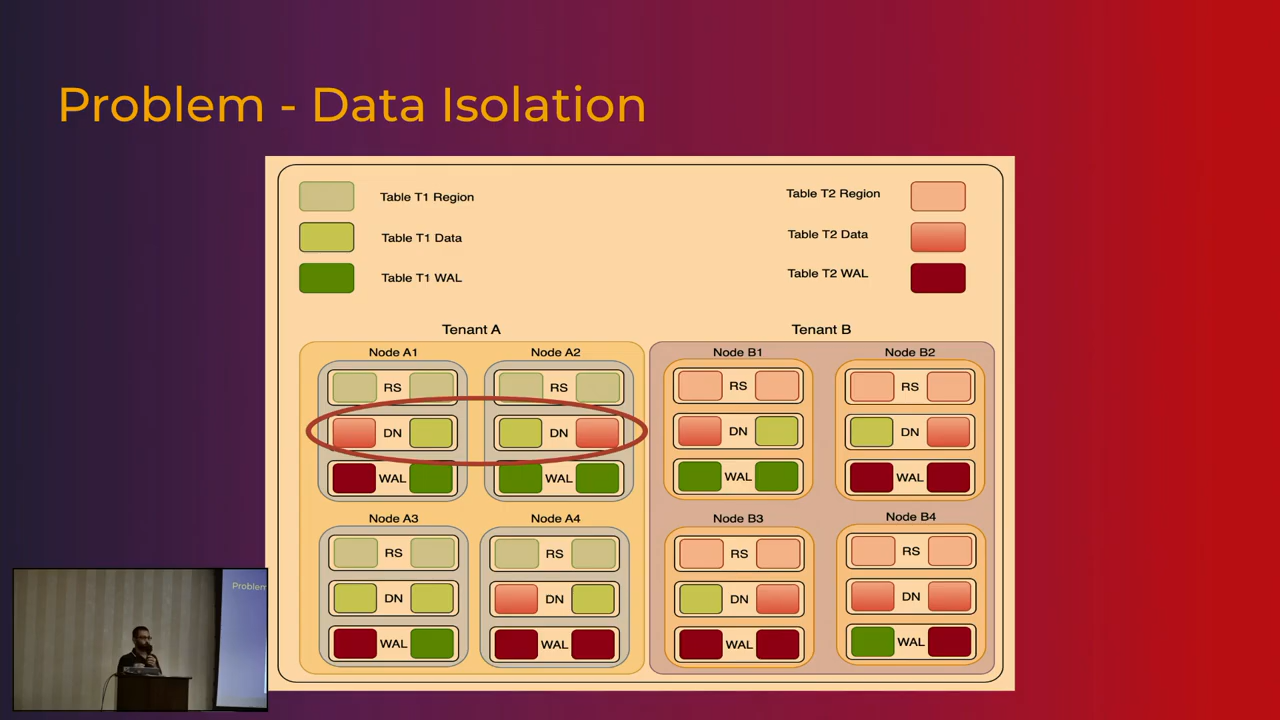 Problem - Data Isolation
Table T1 Region
Table T2 Region
Table T1 Data
Table T2 Data
Table T1 WAL
Table T2 WAL
Tenant A
Tenant B
Node A1
Node A2
Node B1
Node B2
RS
RS
RS
RS
DN
DN
DN
DN
WAL
WAL
WAL
WAL
Node A3
Node A4
Node B3
Node B4
RS
RS
RS
RS
DN
DN
DN
DN
WAL
WAL
WAL
WAL
Problem